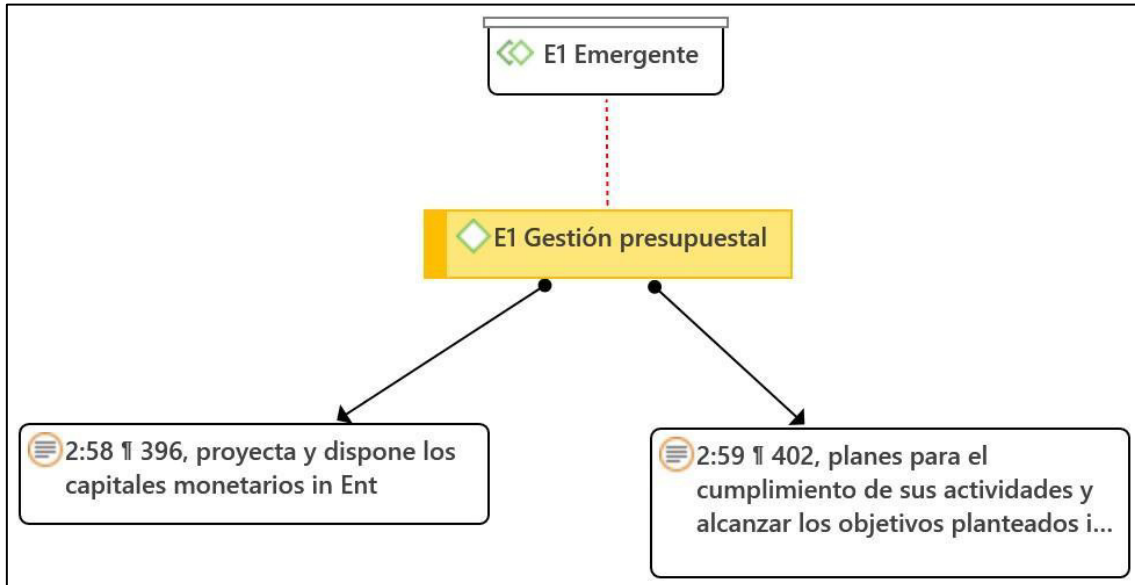 E1 Emergente
E1 Gestión presupuestal
2:58 ¶ 396, proyecta y dispone los
capitales monetarios in Ent
2:59 ¶ 402, planes para el
cumplimiento de sus actividades y
alcanzar los objetivos planteados i...